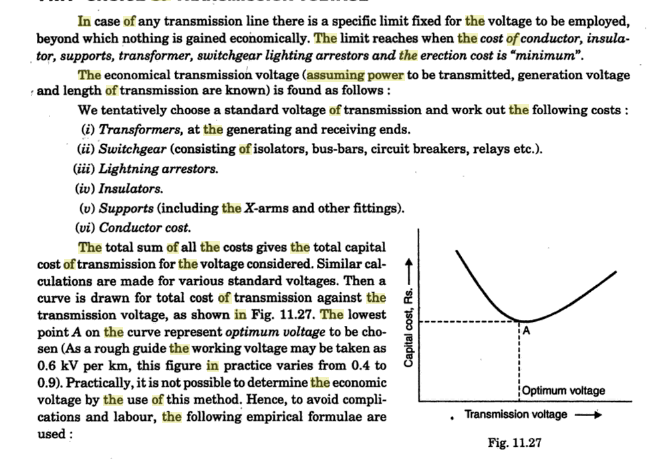 In case of any transmission line there is a specific limit fixed for the voltage to be employed,
beyond which nothing is gained economically. The limit reaches when the cost of conductor, insula-
tor, supports, transformer, switchgear lighting arrestors and the erection cost is “minimum”.
The economical transmission voltage (assuming power to be transmitted, generation voltage
and length of transmission are known) is found as follows :
We tentatively choose a standard voltage of transmission and work out the following costs :
(i) Transformers, at the generating and receiving ends.
(ii) Switchgear (consisting of isolators, bus-bars, circuit breakers, relays etc.).
(iii) Lightning arrestors.
(iv) Insulators.
(v) Supports (including the X-arms and other fittings).
(vi) Conductor cost.
The total sum of all the costs gives the total capital
cost of transmission for the voltage considered. Similar cal-
culations are made for various standard voltages. Then a
curve is drawn for total cost of transmission against the
transmission voltage, as shown in Fig. 11.27. The lowest
point A on the curve represent optimum voltage to be cho-
sen (As a rough guide the working voltage may be taken as
0.6 kV per km, this figure in practice varies from 0.4 to
0.9). Practically, it is not possible to determine the economic
voltage by the use of this method. Hence, to avoid compli-
cations and labour, the following empirical formulae are
used :
Capital cost, Rs.
A
Optimum voltage
Transmission voltage
Fig. 11.27